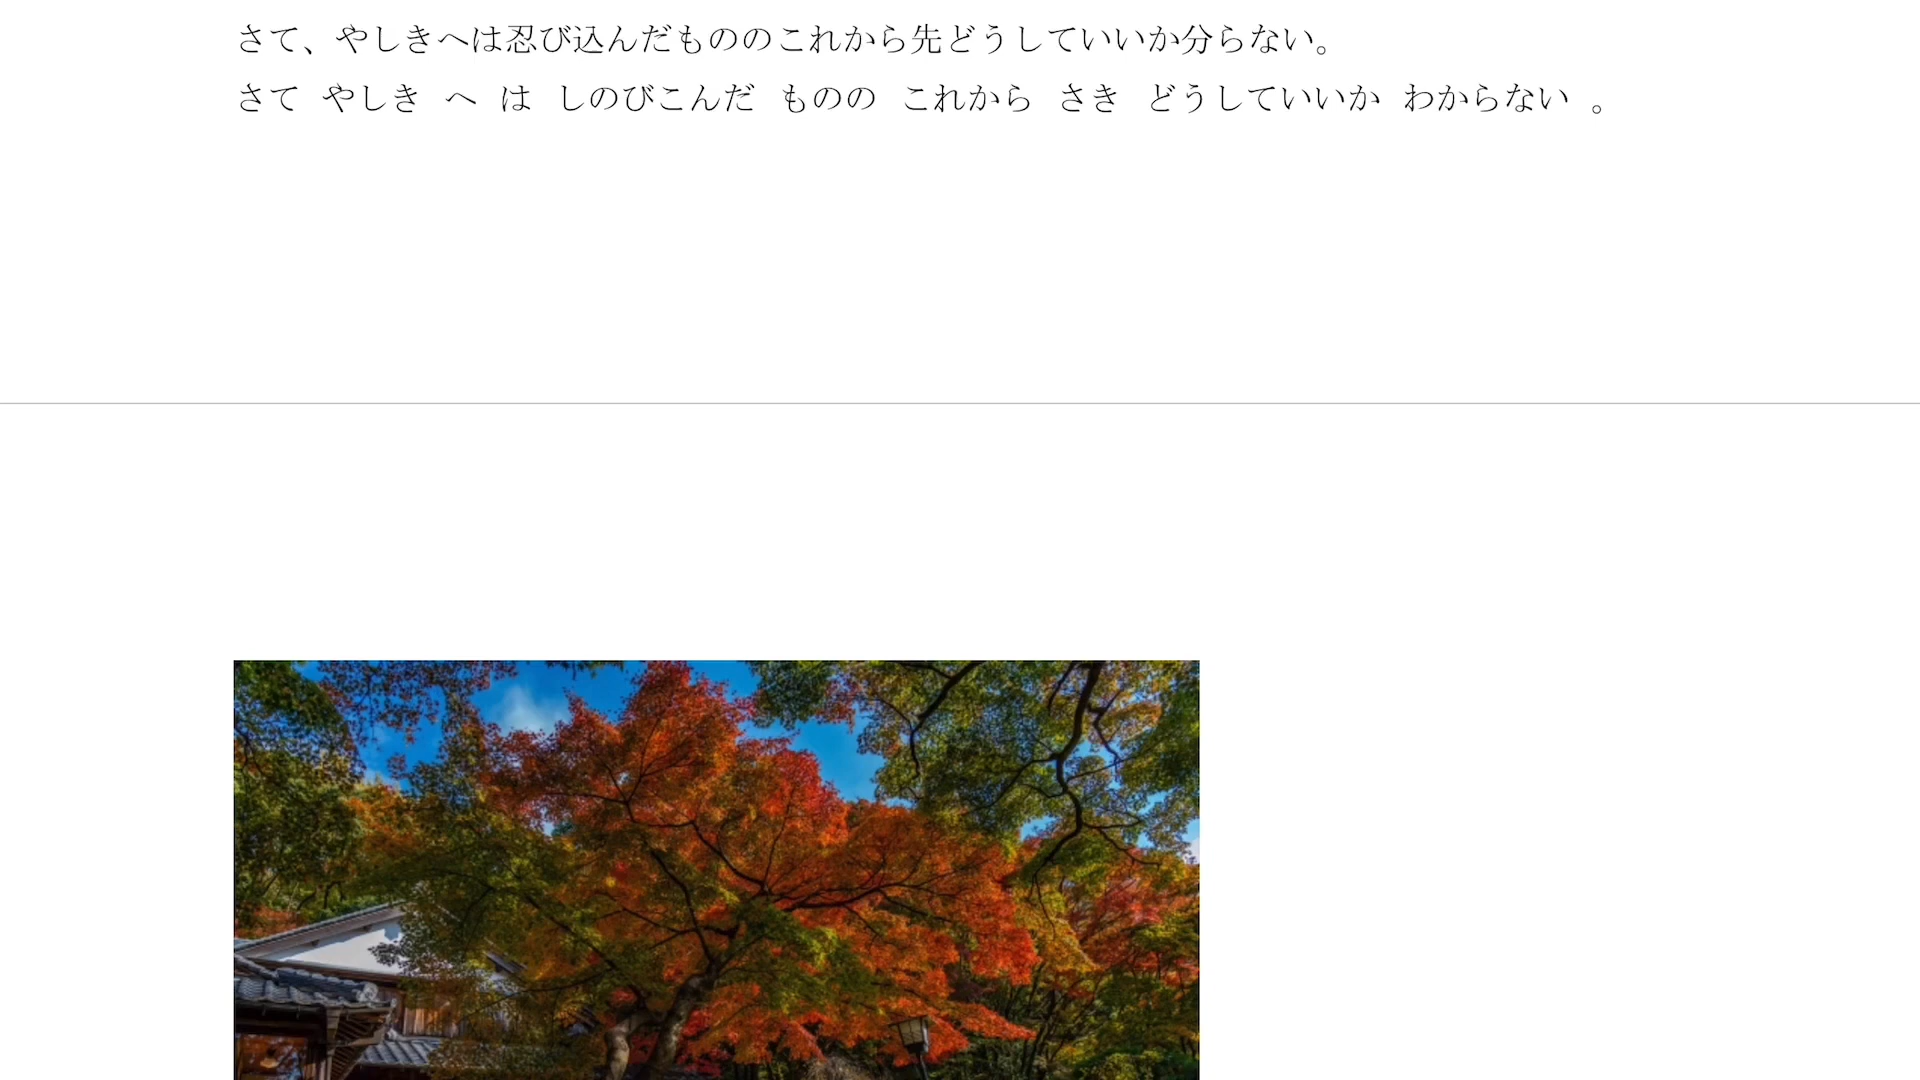 さて、やしきへは忍び込んだもののこれから先どうしていいか分らない。
さて やしき へ は しのびこんだ ものの これから さき どうしていいか わからない 。